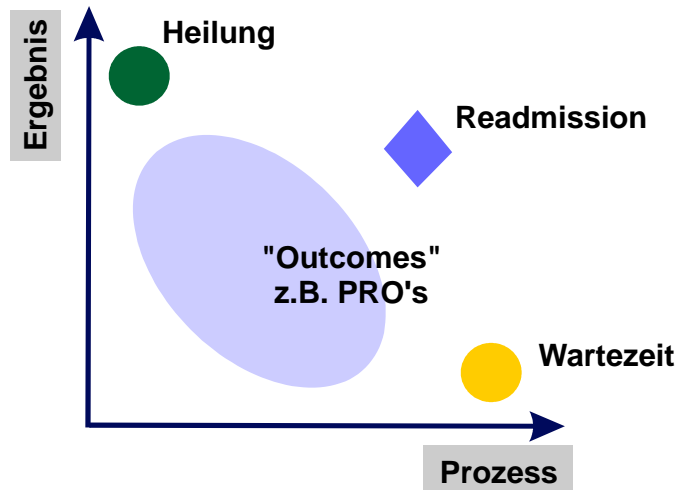 Heilung
Ergebnis
Readmission
"Outcomes"
z.B. PRO's
Wartezeit
Prozess